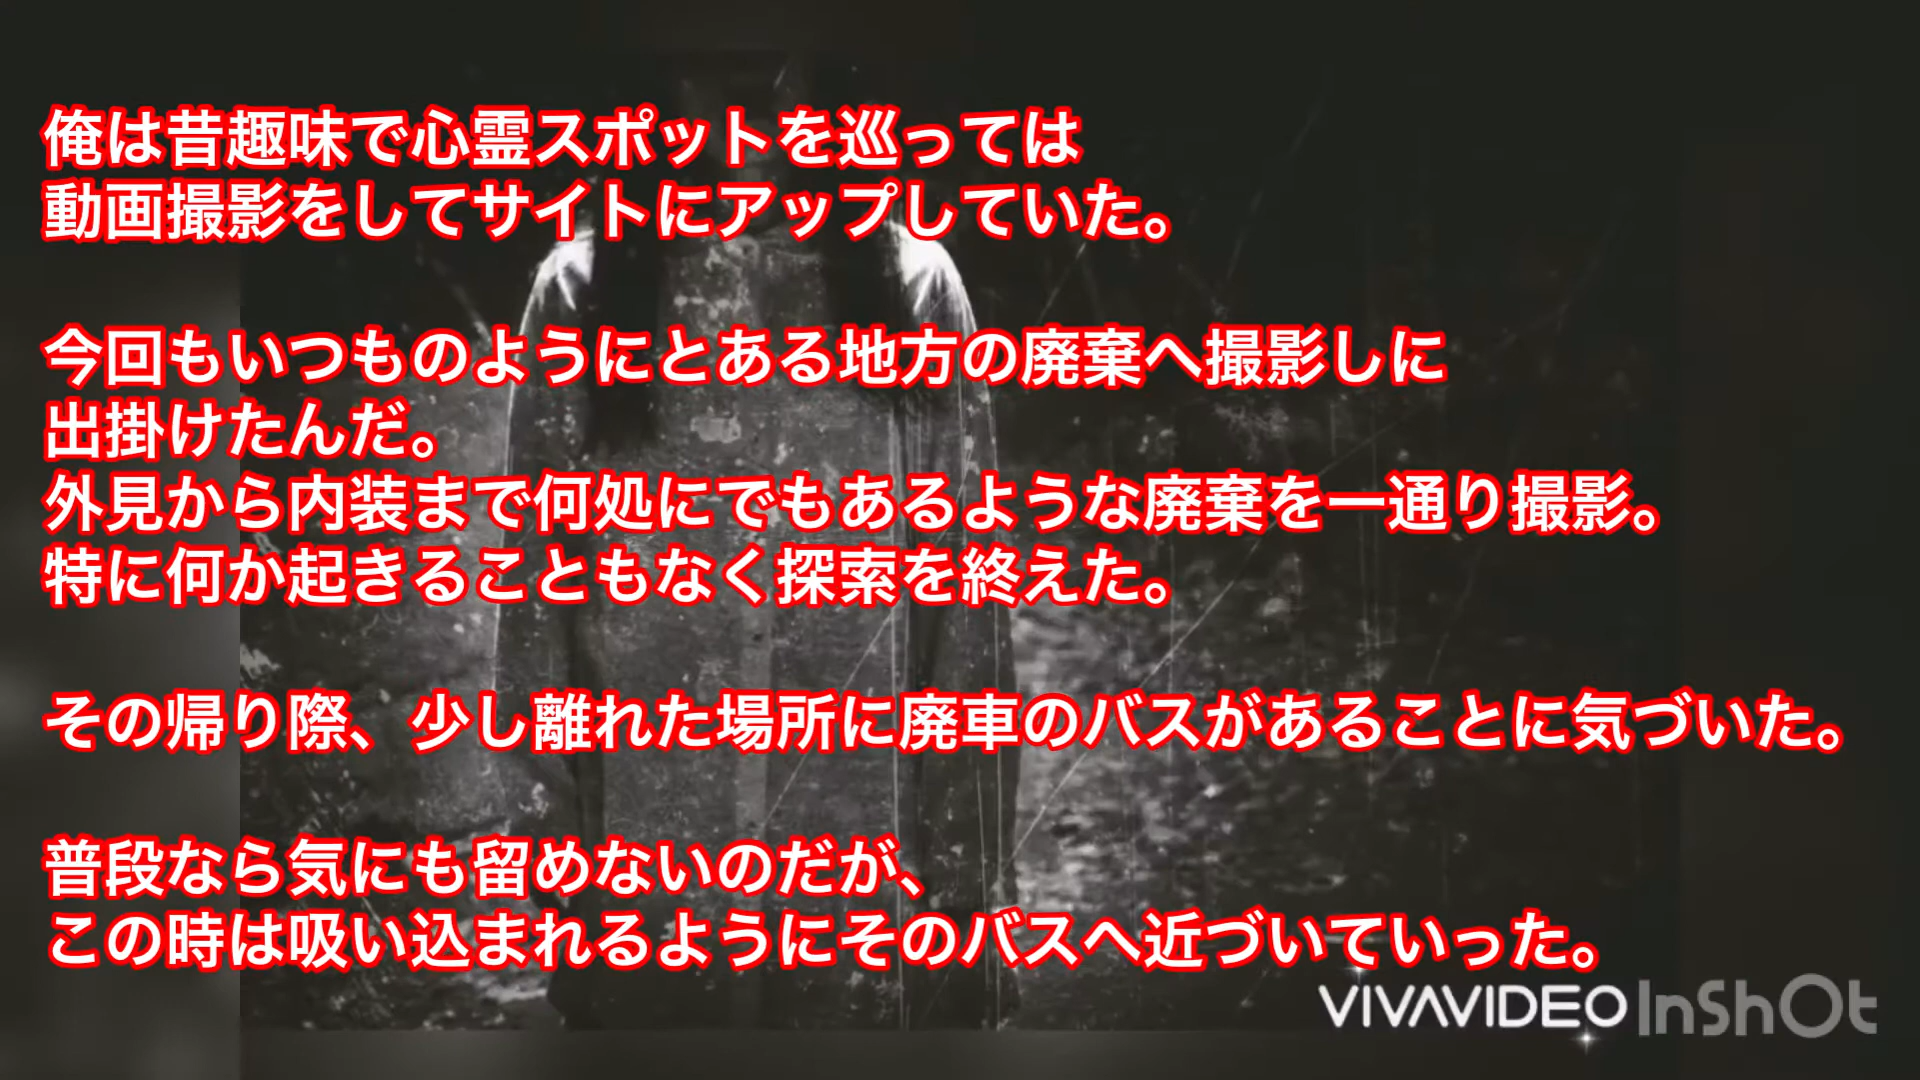 俺は昔趣味で心霊スポットを巡っては
動画撮影をしてサイトにアップしていた。
今回もいつものようにとある地方の廃棄へ撮影しに
出掛けたんだ。
外見から内装まで何処にでもあるような廃棄を一通り撮影。
特に何か起きることもなく探索を終えた。
その帰り際、少し離れた場所に廃車のバスがあることに気づいた。
普段なら気にも留めないのだが、
この時は吸い込まれるようにそのバスへ近づいていった。
VIVAVIDEO InShOt